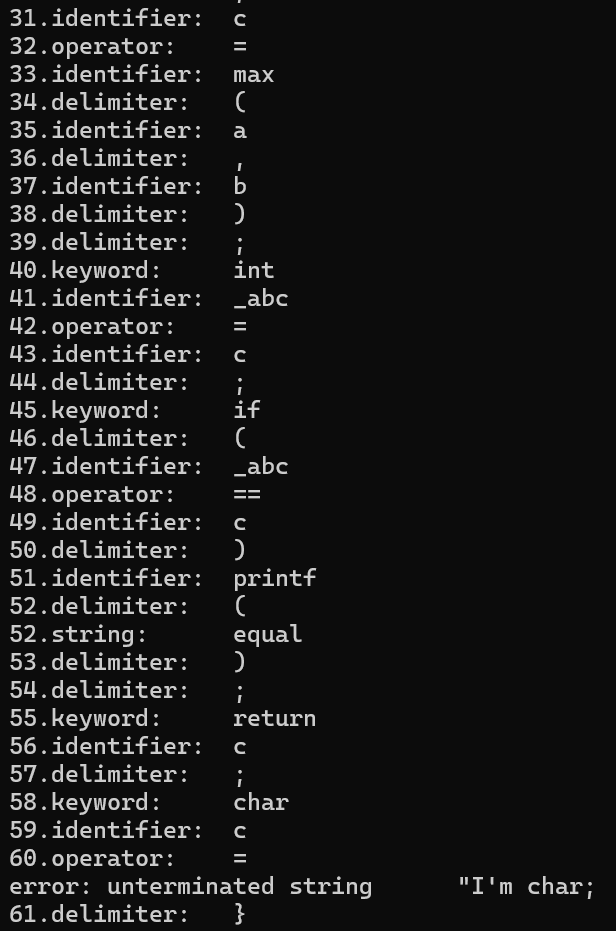 31.identifier:  c
32.operator:    =
33.identifier:  max
34.delimiter:   (
35.identifier:  a
36.delimiter:   ,
37.identifier:  b
38.delimiter:   )
39.delimiter:   ;
40.keyword:     int
41.identifier:  _abc
42.operator:    =
43.identifier:  c
44.delimiter:   ;
45.keyword:     if
46.delimiter:   (
47.identifier:  _abc
48.operator:    ==
49.identifier:  c
50.delimiter:   )
51.identifier:  printf
52.delimiter:   (
52.string:      equal
53.delimiter:   )
54.delimiter:   ;
55.keyword:     return
56.identifier:  c
57.delimiter:   ;
58.keyword:     char
59.identifier:  c
60.operator:    =
error: unterminated string      "I'm char;
61.delimiter:   }